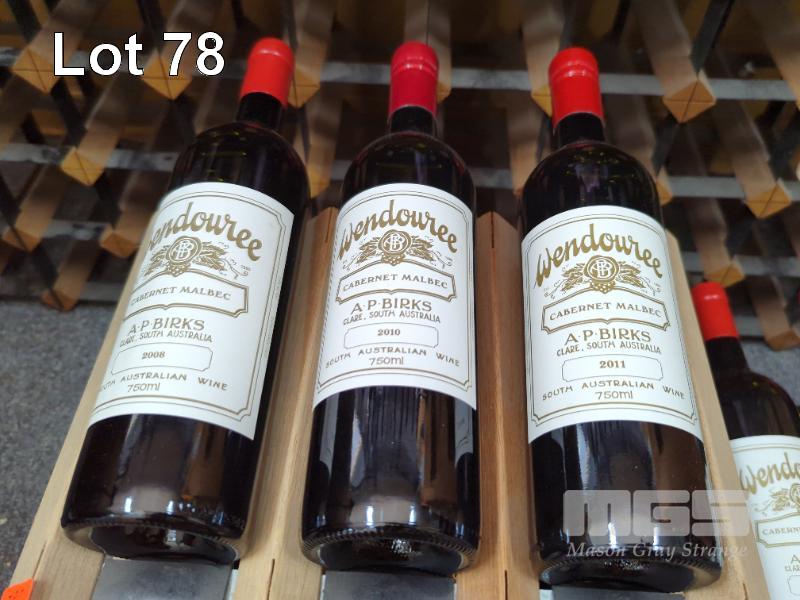 Lot 78
Wendouree
CABERNET MALBEC
A·P·BIRKS
CLARE, SOUTH AUSTRALIA
2008
SOUTH AUSTRALIAN WINE
750ml
Wendouree
CABERNET MALBEC
A·P·BIRKS
CLARE, SOUTH AUSTRALIA
2010
SOUTH AUSTRALIAN WINE
750ml
Wendouree
CABERNET MALBEC
A·P·BIRKS
CLARE, SOUTH AUSTRALIA
2011
SOUTH AUSTRALIAN WINE
750ml
Wendouree
CABERNET
MGS
Mason Gray Strange